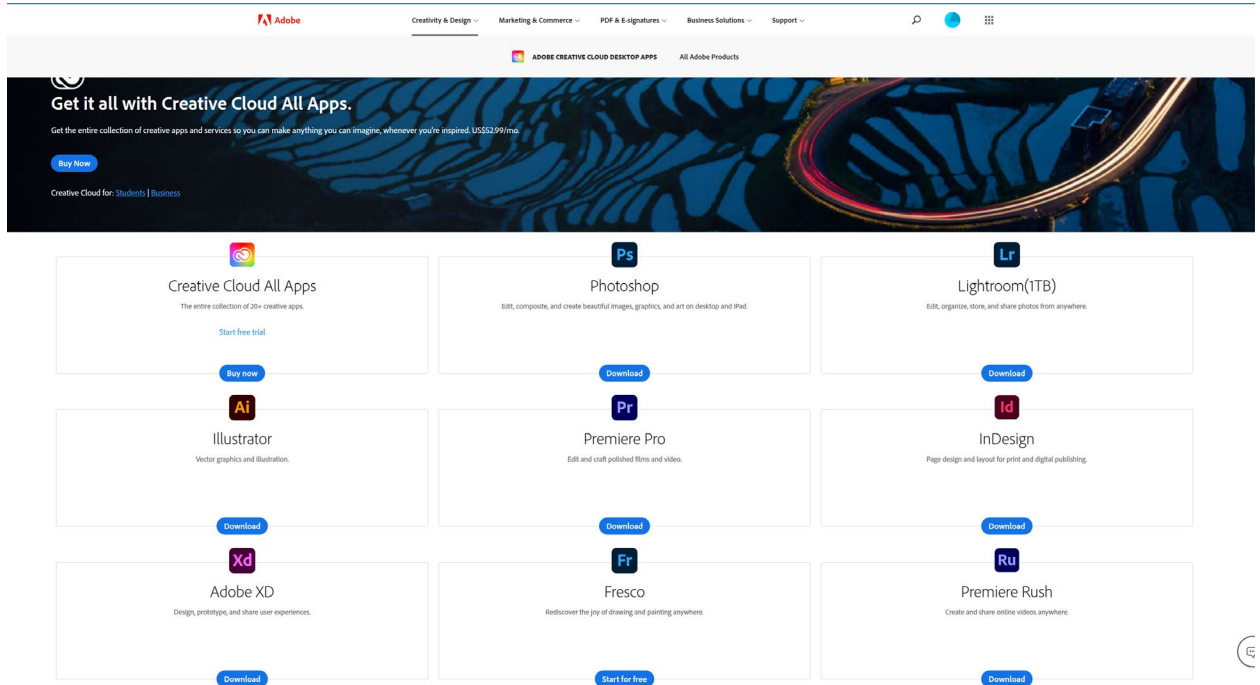 Adobe
Creativity & Design
Marketing & Commerce
PDF & E-signatures
Business Solutions
Support
ADOBE CREATIVE CLOUD DESKTOP APPS
All Adobe Products
Get it all with Creative Cloud All Apps.
Get the entire collection of creative apps and services so you can make anything you can imagine, whenever you're inspired. US$52.99/mo.
Buy Now
Creative Cloud for: Students | Business
Creative Cloud All Apps
The entire collection of 20+ creative apps.
Start free trial
Buy now
Ps
Photoshop
Edit, composite, and create beautiful images, graphics, and art on desktop and iPad.
Download
Lr
Lightroom(1TB)
Edit, organize, store, and share photos from anywhere.
Download
Ai
Illustrator
Vector graphics and illustration.
Download
Pr
Premiere Pro
Edit and craft polished films and video.
Download
Id
InDesign
Page design and layout for print and digital publishing.
Download
Xd
Adobe XD
Design, prototype, and share user experiences.
Download
Fr
Fresco
Rediscover the joy of drawing and painting anywhere.
Start for free
Ru
Premiere Rush
Create and share online videos anywhere.
Download